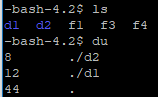 -bash-4.2$ ls
d1  d2  f1  f3  f4
-bash-4.2$ du
8       ./d2
12      ./d1
44      .